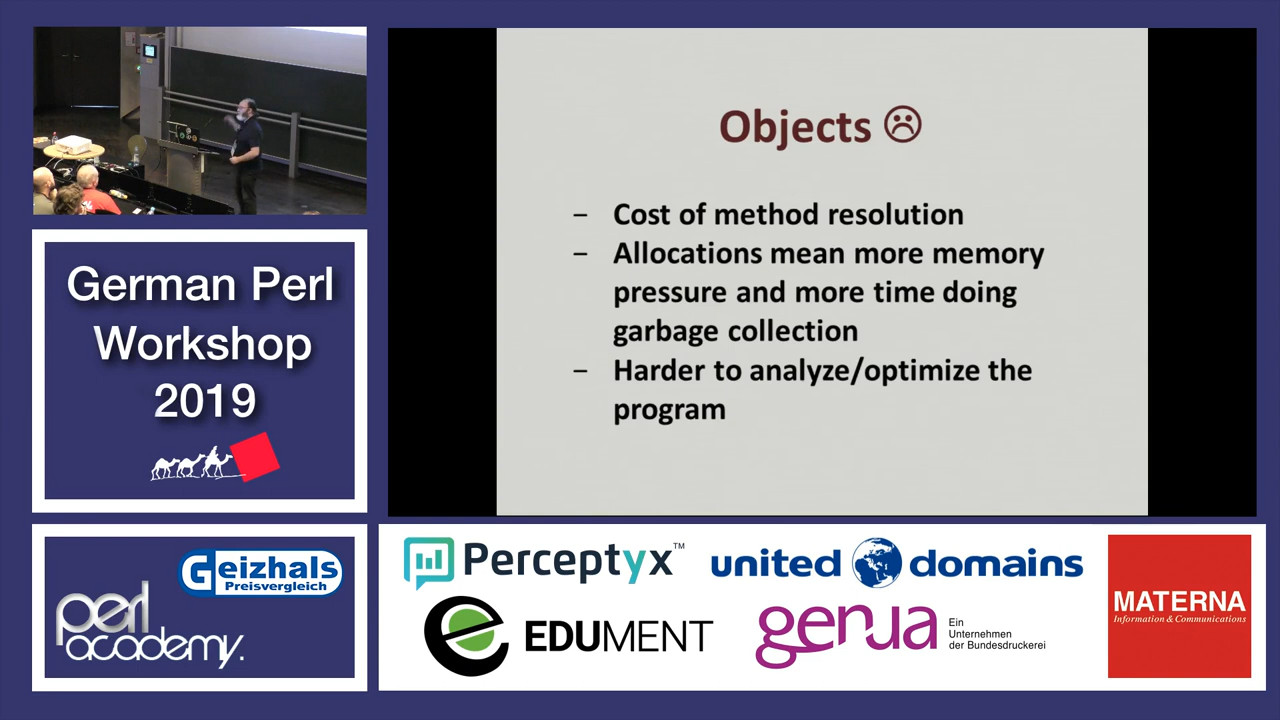 Objects ☹
- Cost of method resolution
- Allocations mean more memory
pressure and more time doing
garbage collection
- Harder to analyze/optimize the
program
German Perl
Workshop
2019
Geizhals
Preisvergleich
perl
academy.
Perceptyx™
united domains
EDUMENT
genua
Ein
Unternehmen
der Bundesdruckerei
MATERNA
Information & Communications